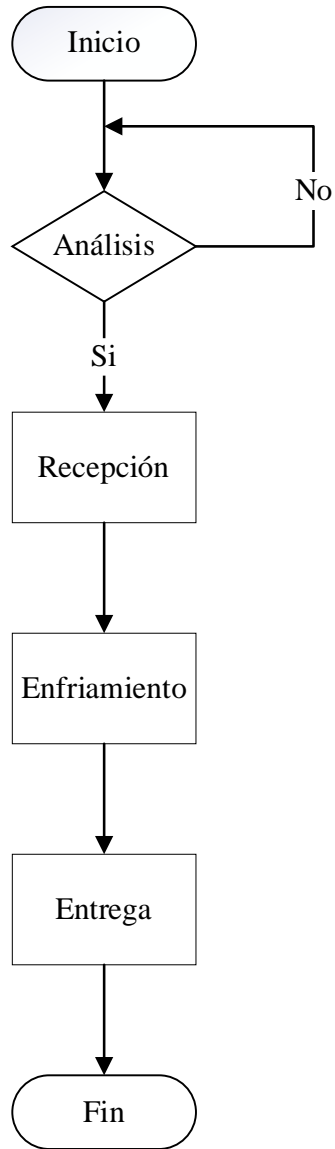 Inicio
No
Análisis
Si
Recepción
Enfriamiento
Entrega
Fin